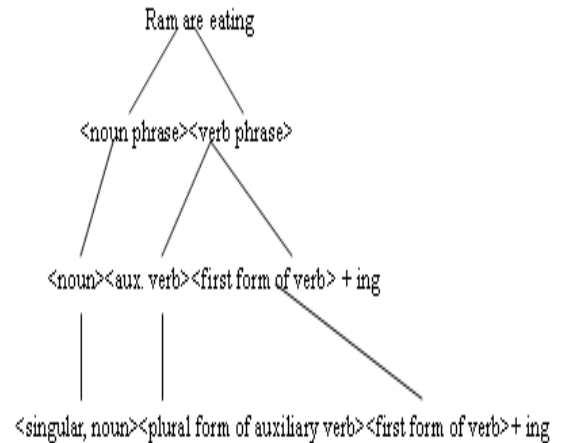 Ram are eating
<noun phrase><verb phrase>
<noun><aux. verb><first form of verb> + ing
<singular, noun><plural form of auxiliary verb><first form of verb>+ ing